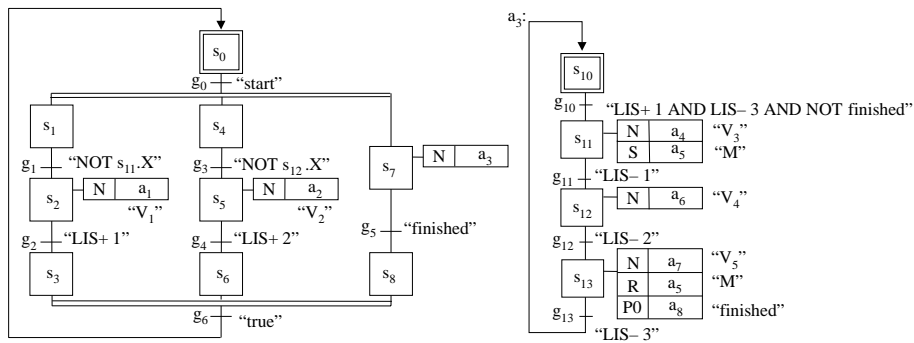 a3:
s0
s10
g0 “start”
g10 “LIS+ 1 AND LIS– 3 AND NOT finished”
s1 s4
s11 N a4 “V3”
S a5 “M”
g1 “NOT s11.X” g3 “NOT s12.X”
s7 N a3
g11 “LIS– 1”
s2 N a1 s5 N a2
“V1” “V2”
s12 N a6 “V4”
g5 “finished”
g2 “LIS+ 1” g4 “LIS+ 2”
g12 “LIS– 2”
s3 s6 s8
s13 N a7 “V5”
R a5 “M”
P0 a8 “finished”
g6 “true”
g13 “LIS– 3”